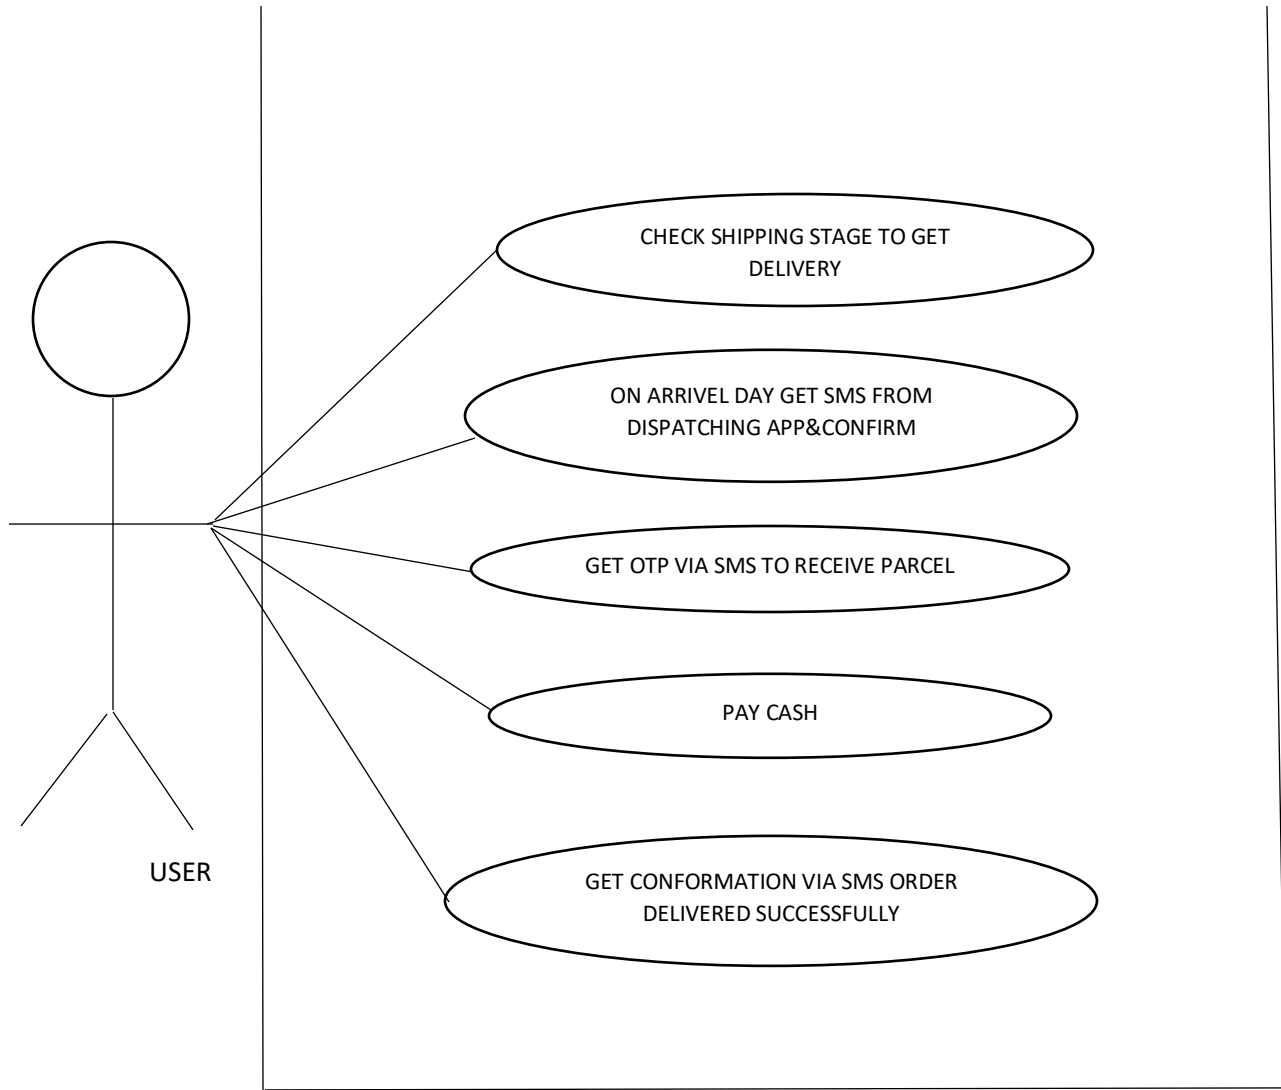 CHECK SHIPPING STAGE TO GET
DELIVERY
ON ARRIVEL DAY GET SMS FROM
DISPATCHING APP&CONFIRM
GET OTP VIA SMS TO RECEIVE PARCEL
PAY CASH
USER
GET CONFORMATION VIA SMS ORDER
DELIVERED SUCCESSFULLY